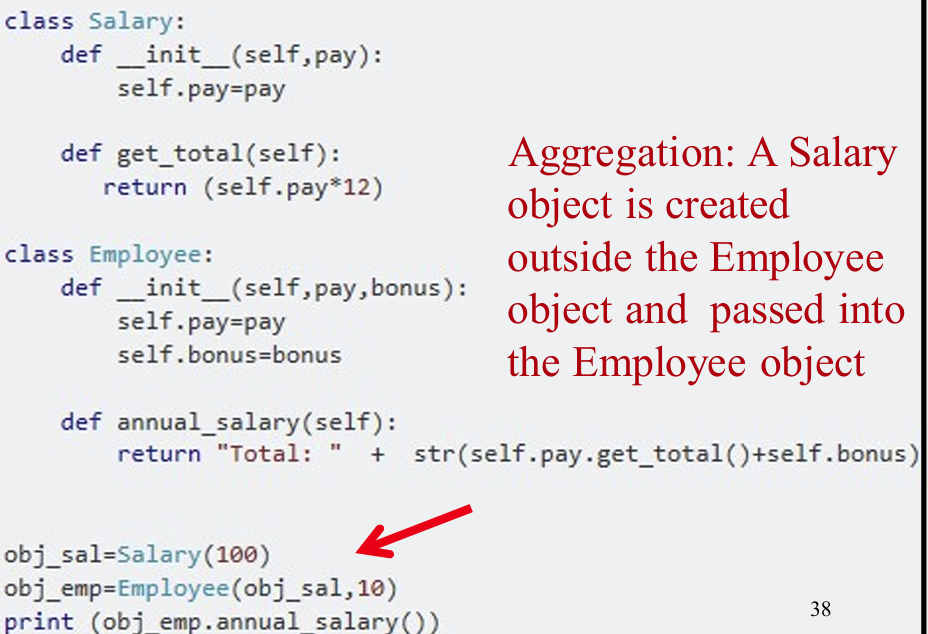 class Salary:
    def __init__(self,pay):
        self.pay=pay
    def get_total(self):
       return (self.pay*12)
class Employee:
    def __init__(self,pay,bonus):
        self.pay=pay
        self.bonus=bonus
    def annual_salary(self):
        return "Total: "  +  str(self.pay.get_total()+self.bonus)
obj_sal=Salary(100)
obj_emp=Employee(obj_sal,10)
print (obj_emp.annual_salary())
Aggregation: A Salary
object is created
outside the Employee
object and  passed into
the Employee object
38